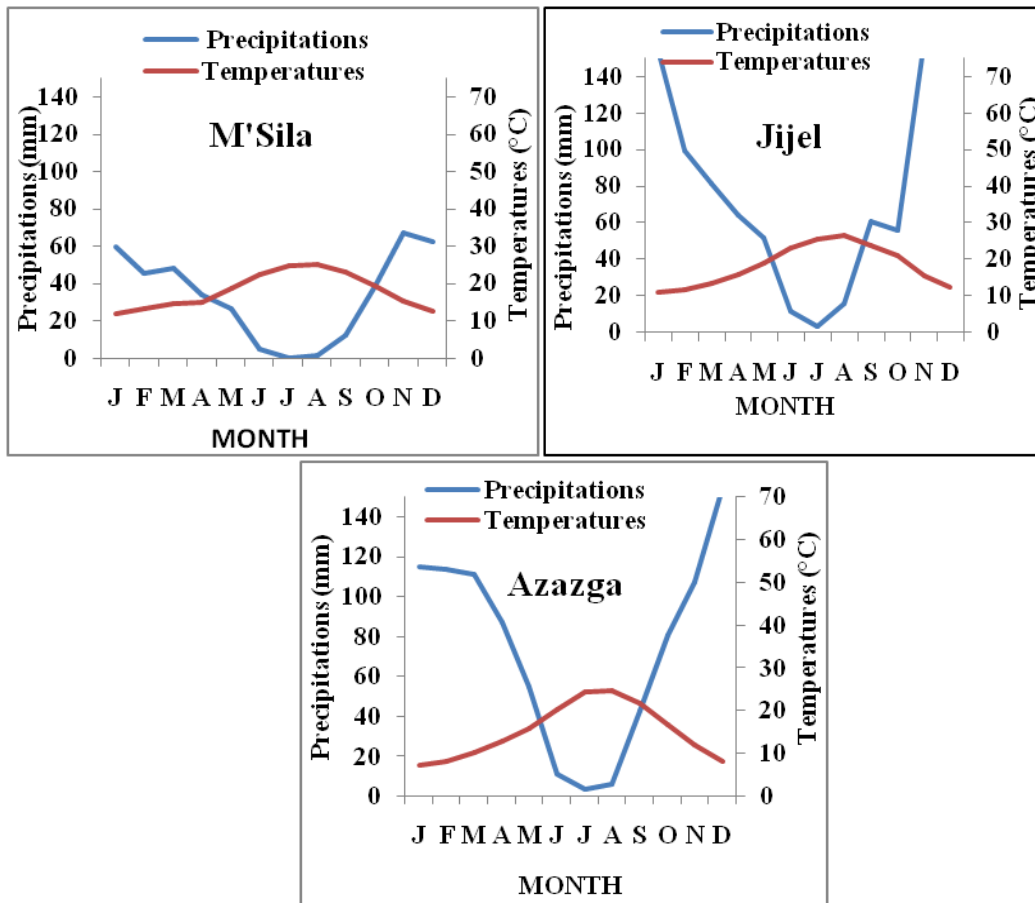 Precipitations
Temperatures
M'Sila
Precipitations (mm)
140
120
100
80
60
40
20
0
Temperatures (°C)
70
60
50
40
30
20
10
0
J F M A M J J A S O N D
MONTH
Precipitations
Temperatures
Jijel
Precipitations (mm)
140
120
100
80
60
40
20
0
Temperatures (°C)
70
60
50
40
30
20
10
0
J F M A M J J A S O N D
MONTH
Precipitations
Temperatures
Azazga
Precipitations (mm)
140
120
100
80
60
40
20
0
Temperatures (°C)
70
60
50
40
30
20
10
0
J F M A M J J A S O N D
MONTH